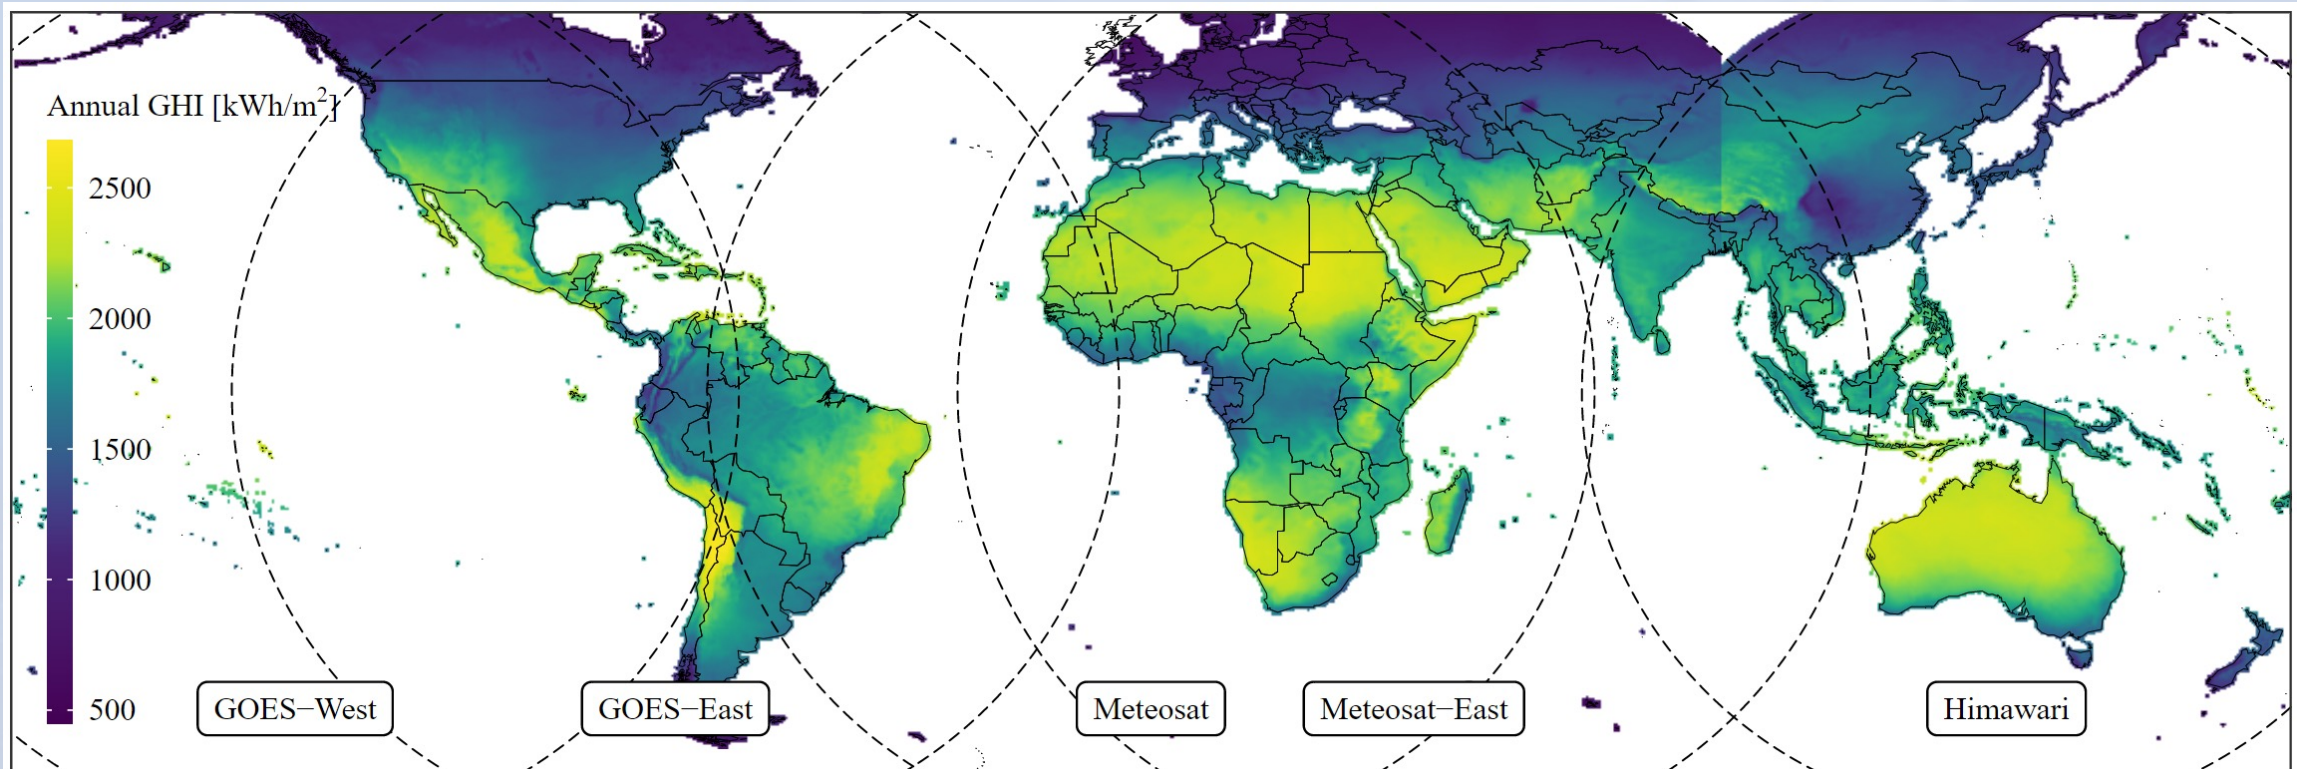 Annual GHI [kWh/m²]
2500
2000
1500
1000
500
GOES−West
GOES−East
Meteosat
Meteosat−East
Himawari